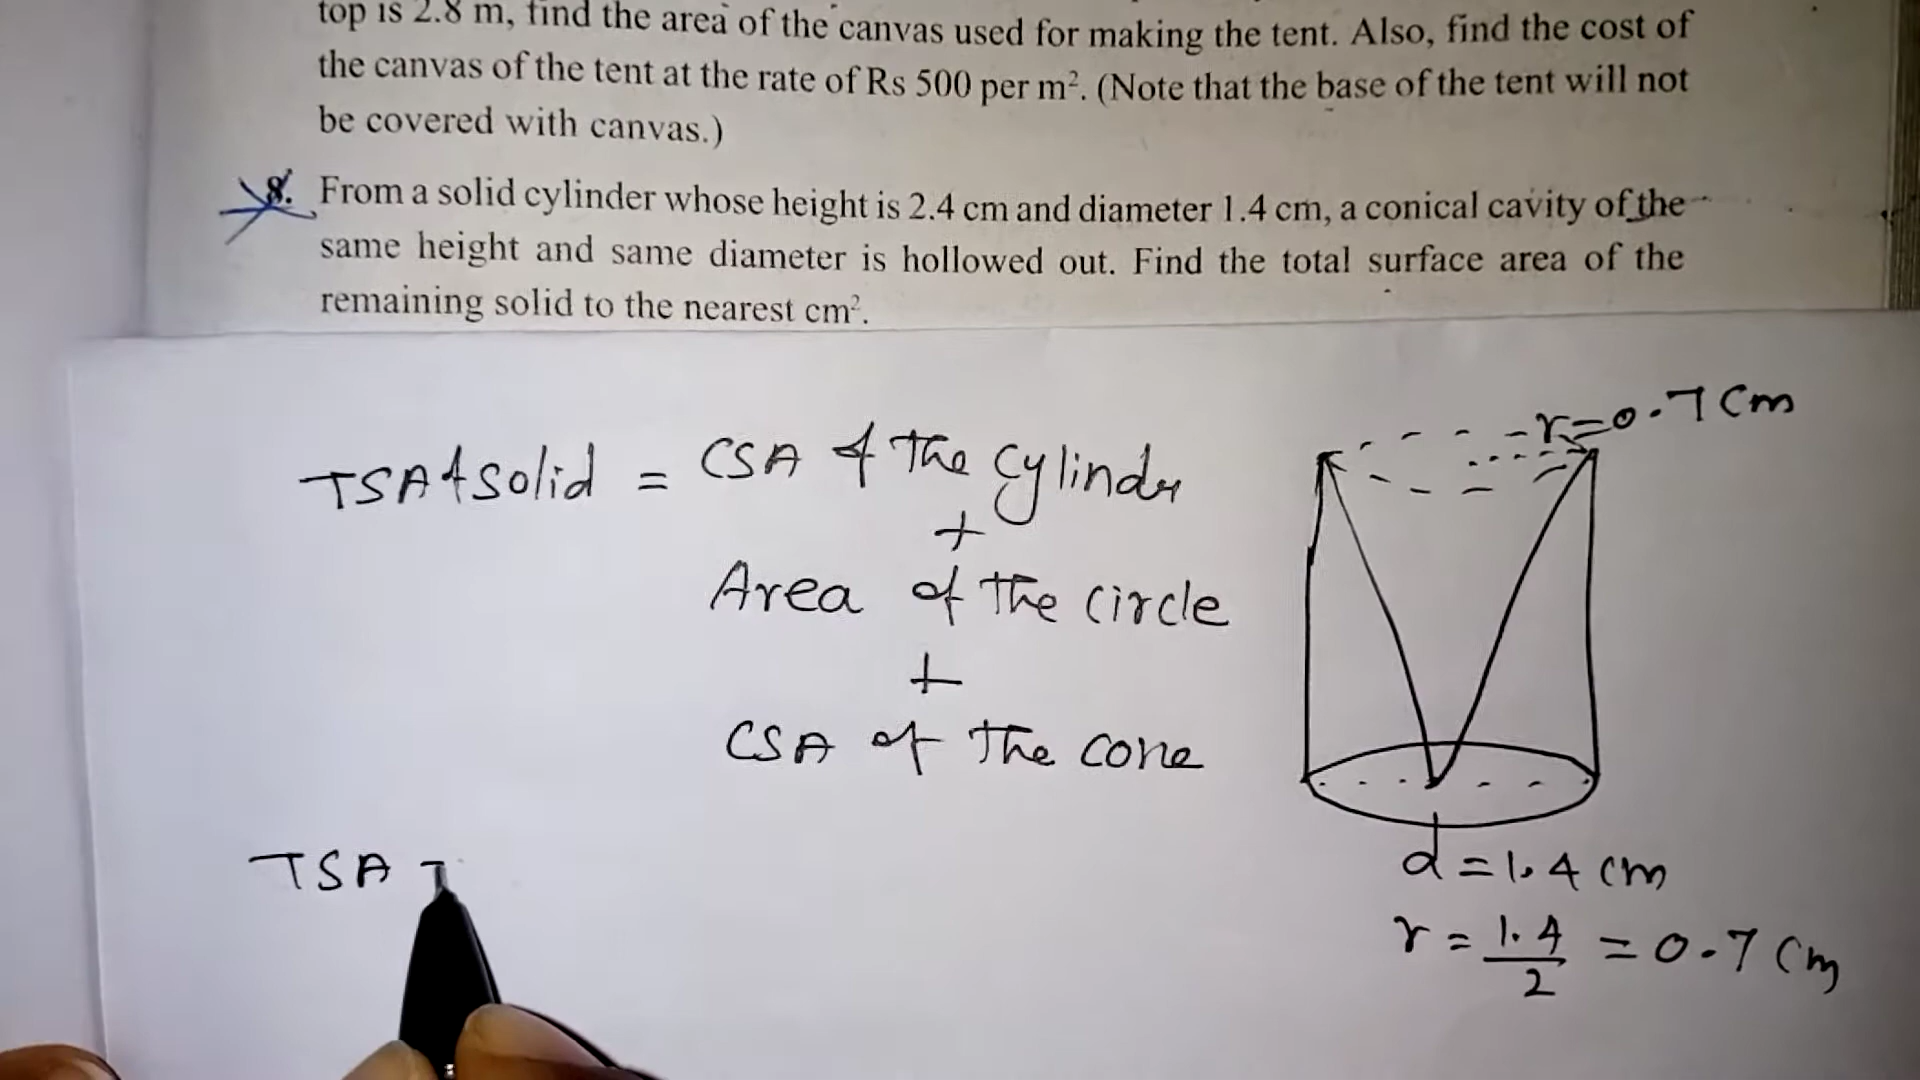 top is 2.8 m, find the area of the canvas used for making the tent. Also, find the cost of
the canvas of the tent at the rate of Rs 500 per m². (Note that the base of the tent will not
be covered with canvas.)
8. From a solid cylinder whose height is 2.4 cm and diameter 1.4 cm, a conical cavity of the
same height and same diameter is hollowed out. Find the total surface area of the
remaining solid to the nearest cm².
r=0.7 cm
TSA of solid = CSA of the cylinder
+
Area of the circle
+
CSA of the cone
d = 1.4 cm
TSA
r = 1.4/2 = 0.7 cm